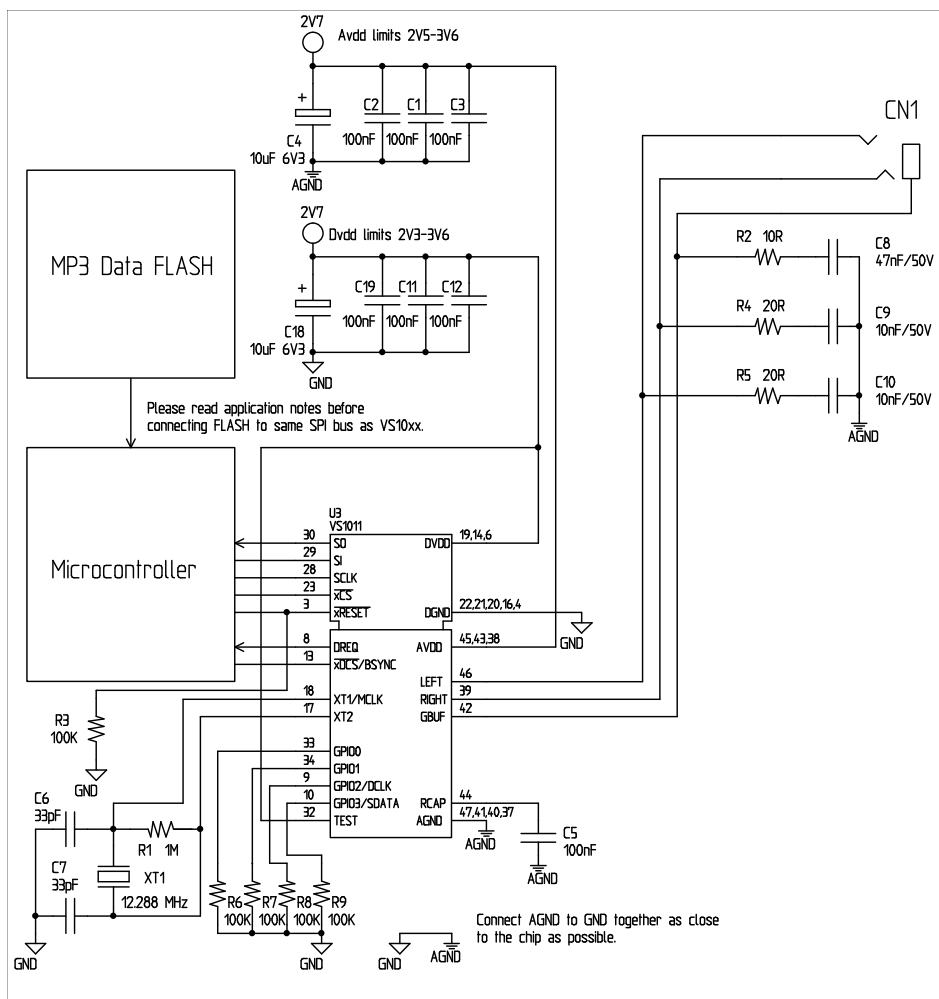 2V7
Avdd limits 2V5-3V6
+
C2
C1
C3
C4
100nF
100nF
100nF
10uF 6V3
AGND
CN1
2V7
Dvdd limits 2V3-3V6
+
C19
C11
C12
C18
100nF
100nF
100nF
10uF 6V3
GND
MP3 Data FLASH
R2 10R
C8
47nF/50V
R4 20R
C9
10nF/50V
R5 20R
C10
10nF/50V
AGND
Please read application notes before
connecting FLASH to same SPI bus as VS10xx.
Microcontroller
U3
VS1011
30 SO
29 SI
28 SCLK
23 xCS
3 xRESET
8 DREQ
13 xDCS/BSYNC
18 XT1/MCLK
17 XT2
33 GPIO0
34 GPIO1
9 GPIO2/DCLK
10 GPIO3/SDATA
32 TEST
DVDD 19,14,6
DGND 22,21,20,16,4
GND
AVDD 45,43,38
LEFT 46
RIGHT 39
GBUF 42
RCAP 44
AGND 47,41,40,37
AGND
C5
100nF
AGND
R3
100K
GND
C6
33pF
R1 1M
C7
33pF
XT1
12.288 MHz
GND
R6
100K
R7
100K
R8
100K
R9
100K
GND
GND
AGND
Connect AGND to GND together as close
to the chip as possible.